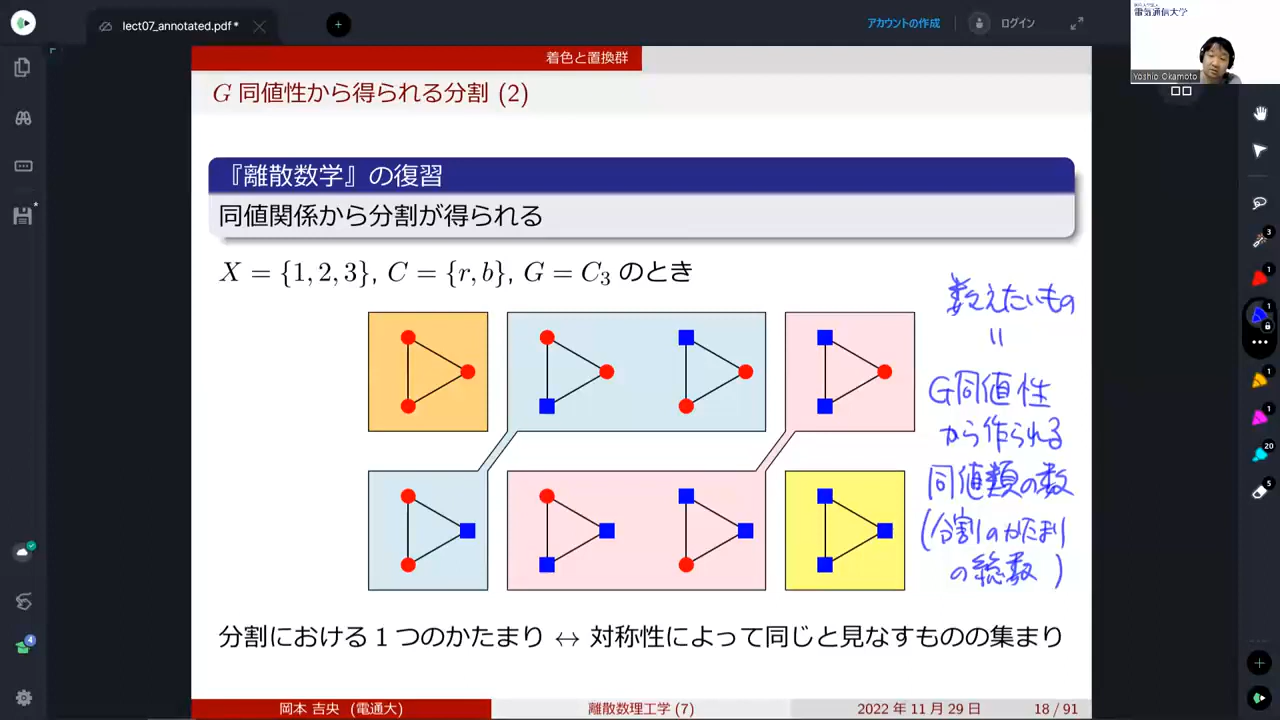 lect07_annotated.pdf*
アカウントの作成
ログイン
電気通信大学
Yoshio Okamoto
着色と置換群
G 同値性から得られる分割 (2)
『離散数学』の復習
同値関係から分割が得られる
X = {1, 2, 3}, C = {r, b}, G = C₃ のとき
数えたいもの
=
G同値性
から作られる
同値類の数
(分割のかたまり
の総数)
分割における 1 つのかたまり ↔ 対称性によって同じと見なすものの集まり
岡本 吉央 (電通大)
離散数理工学 (7)
2022 年 11 月 29 日
18 / 91
3
1
1
1
1
20
5
4